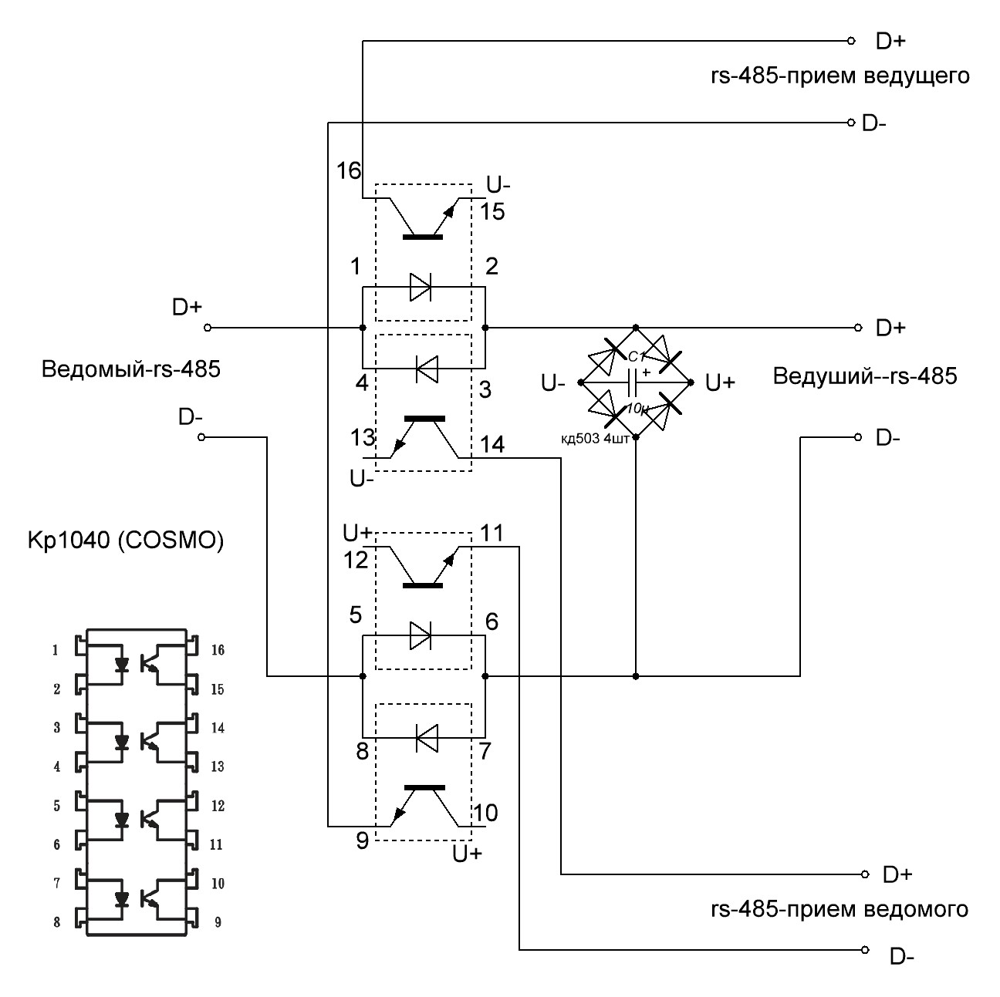 D+
rs-485-прием ведущего
D-
16
U-
15
1
2
D+
D+
C1
+
Ведомый-rs-485
4
3
U-
U+
Ведуший--rs-485
10μ
D-
13
14
кд503 4шт
D-
U-
U+
11
Kp1040 (COSMO)
12
5
6
1
16
2
15
3
14
8
7
4
13
5
12
10
9
6
11
U+
D+
7
10
rs-485-прием ведомого
8
9
D-